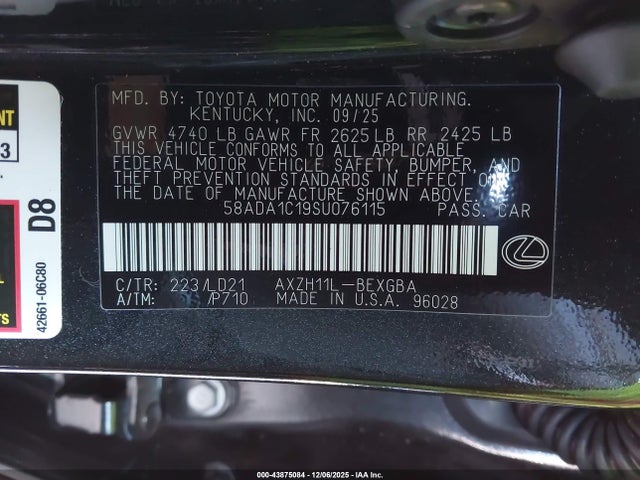 MFD. BY: TOYOTA MOTOR MANUFACTURING.
KENTUCKY, INC. 09/25
GVWR 4740 LB GAWR FR 2625 LB RR 2425 LB
THIS VEHICLE CONFORMS TO ALL APPLICABLE
FEDERAL MOTOR VEHICLE SAFETY, BUMPER, AND
THEFT PREVENTION STANDARDS IN EFFECT ON
THE DATE OF MANUFACTURE SHOWN ABOVE.
58ADA1C19SU076115 PASS. CAR
C/TR: 223/LD21 AXZH11L-BEXGBA
A/TM: /P710 MADE IN U.S.A. 96028
3
D8
42661-06C80
000-43875084 - 12/06/2025 - IAA Inc.